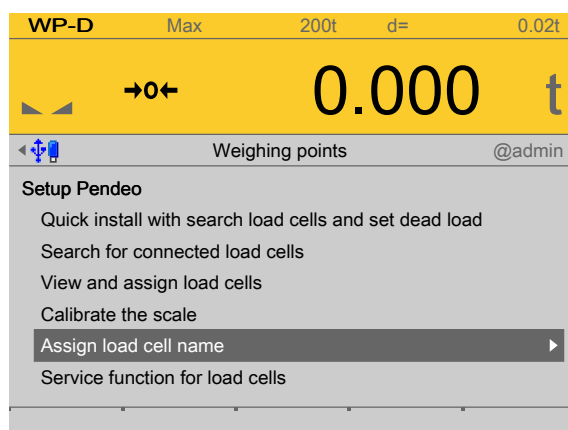 WP-D Max 200t d= 0.02t
→0← 0.000 t
Weighing points @admin
Setup Pendeo
Quick install with search load cells and set dead load
Search for connected load cells
View and assign load cells
Calibrate the scale
Assign load cell name
Service function for load cells